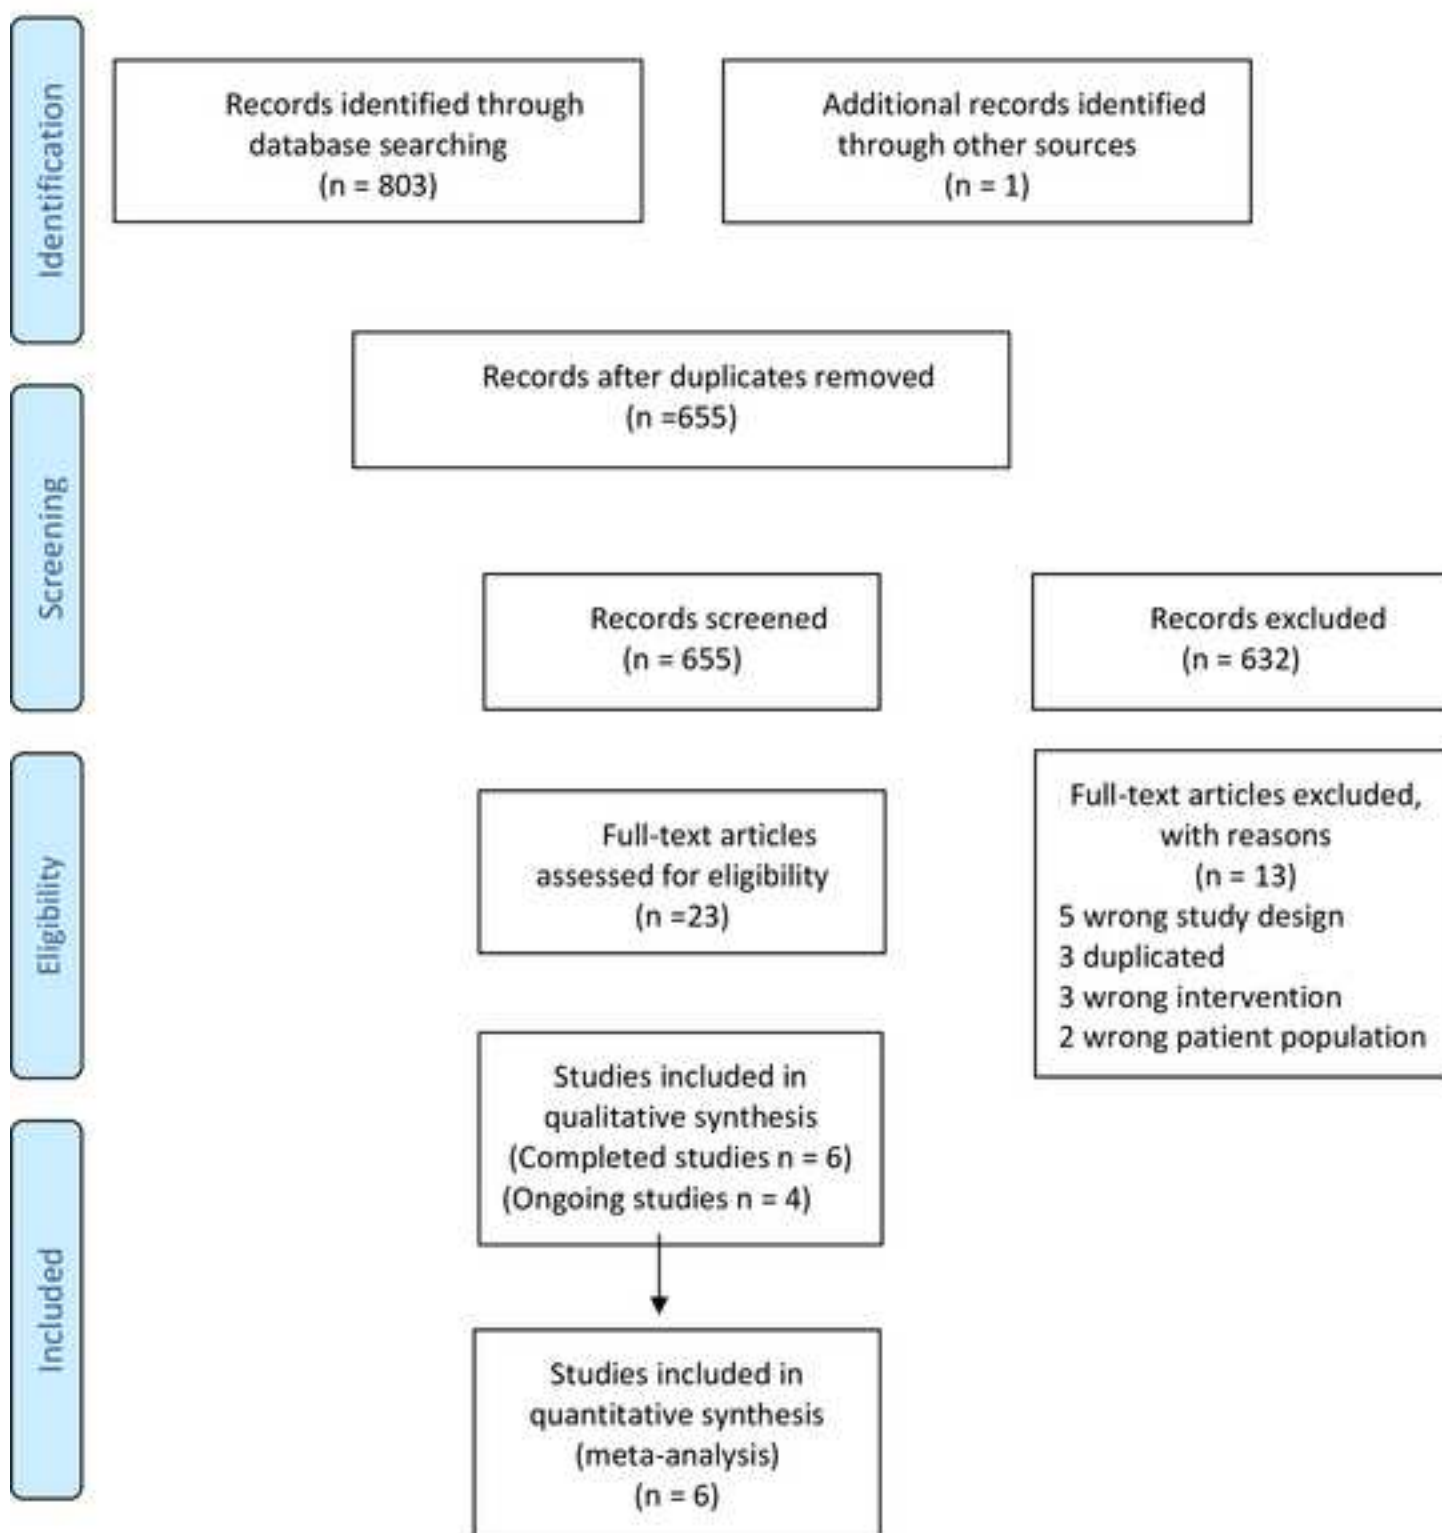 Identification
Records identified through
database searching
(n = 803)
Additional records identified
through other sources
(n = 1)
Records after duplicates removed
(n =655)
Screening
Records screened
(n = 655)
Records excluded
(n = 632)
Eligibility
Full-text articles
assessed for eligibility
(n =23)
Full-text articles excluded,
with reasons
(n = 13)
5 wrong study design
3 duplicated
3 wrong intervention
2 wrong patient population
Studies included in
qualitative synthesis
(Completed studies n = 6)
(Ongoing studies n = 4)
Included
Studies included in
quantitative synthesis
(meta-analysis)
(n = 6)